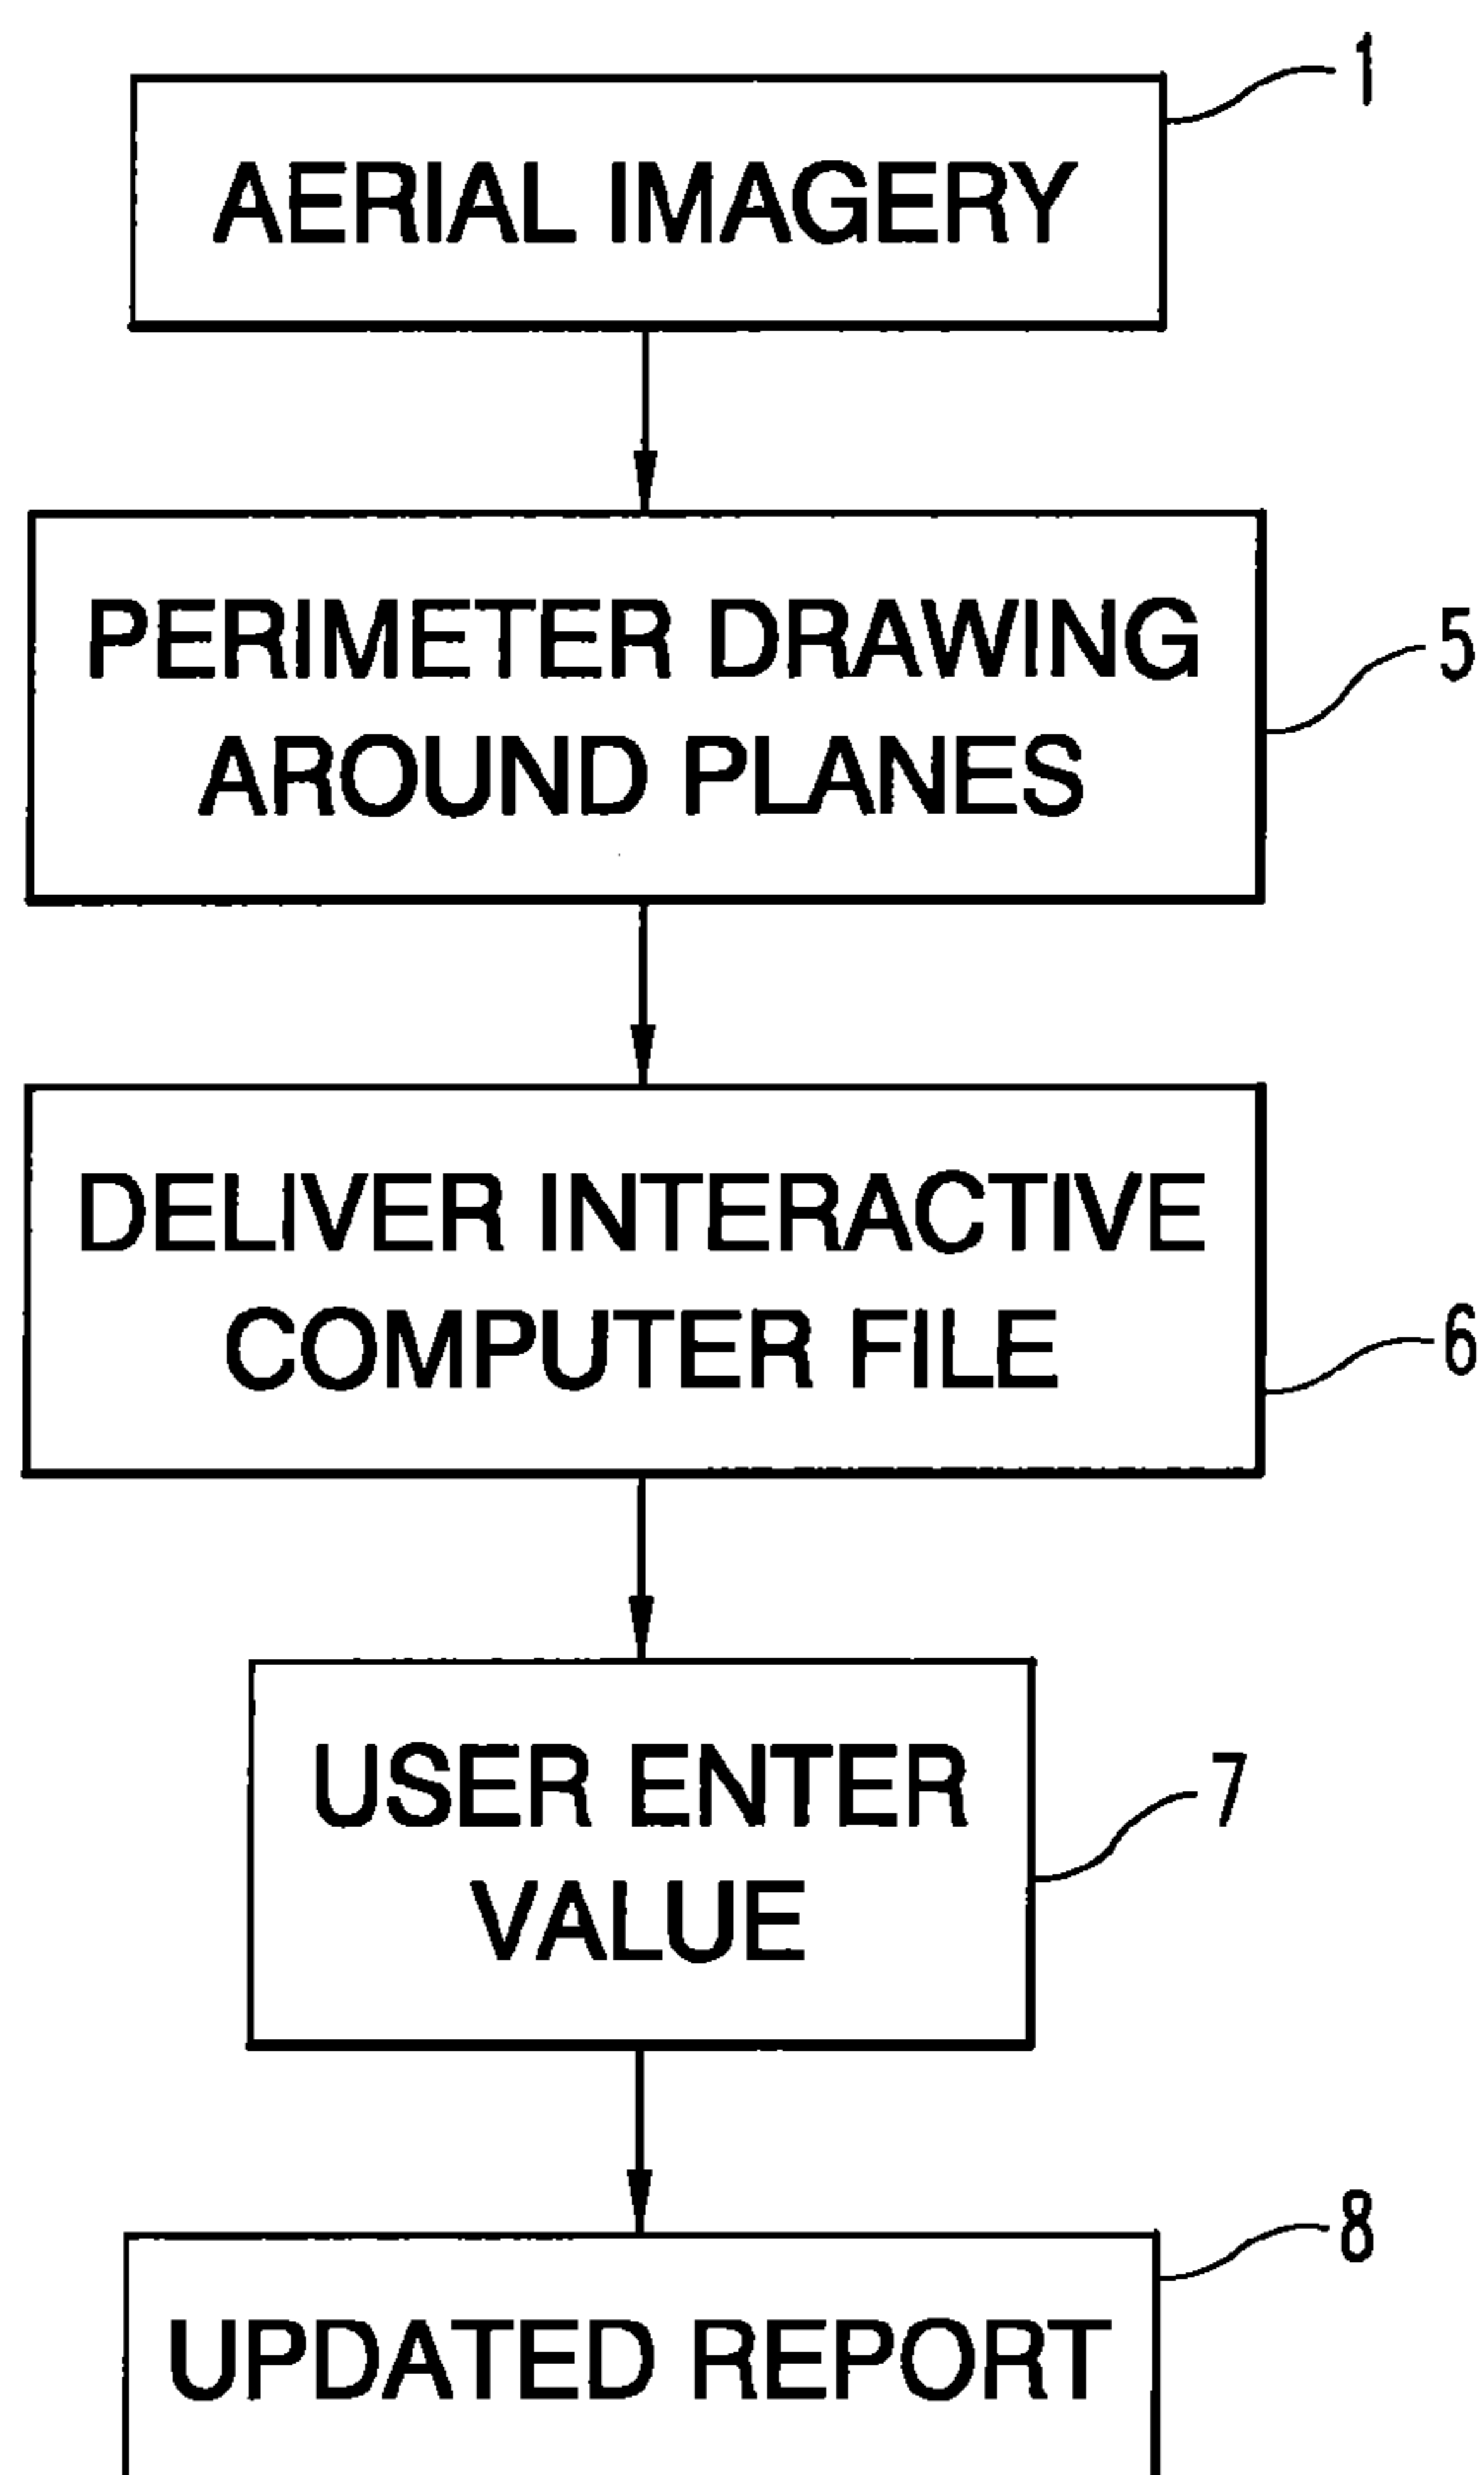 1
AERIAL IMAGERY
PERIMETER DRAWING
AROUND PLANES
5
DELIVER INTERACTIVE
COMPUTER FILE
6
USER ENTER
VALUE
7
8
UPDATED REPORT